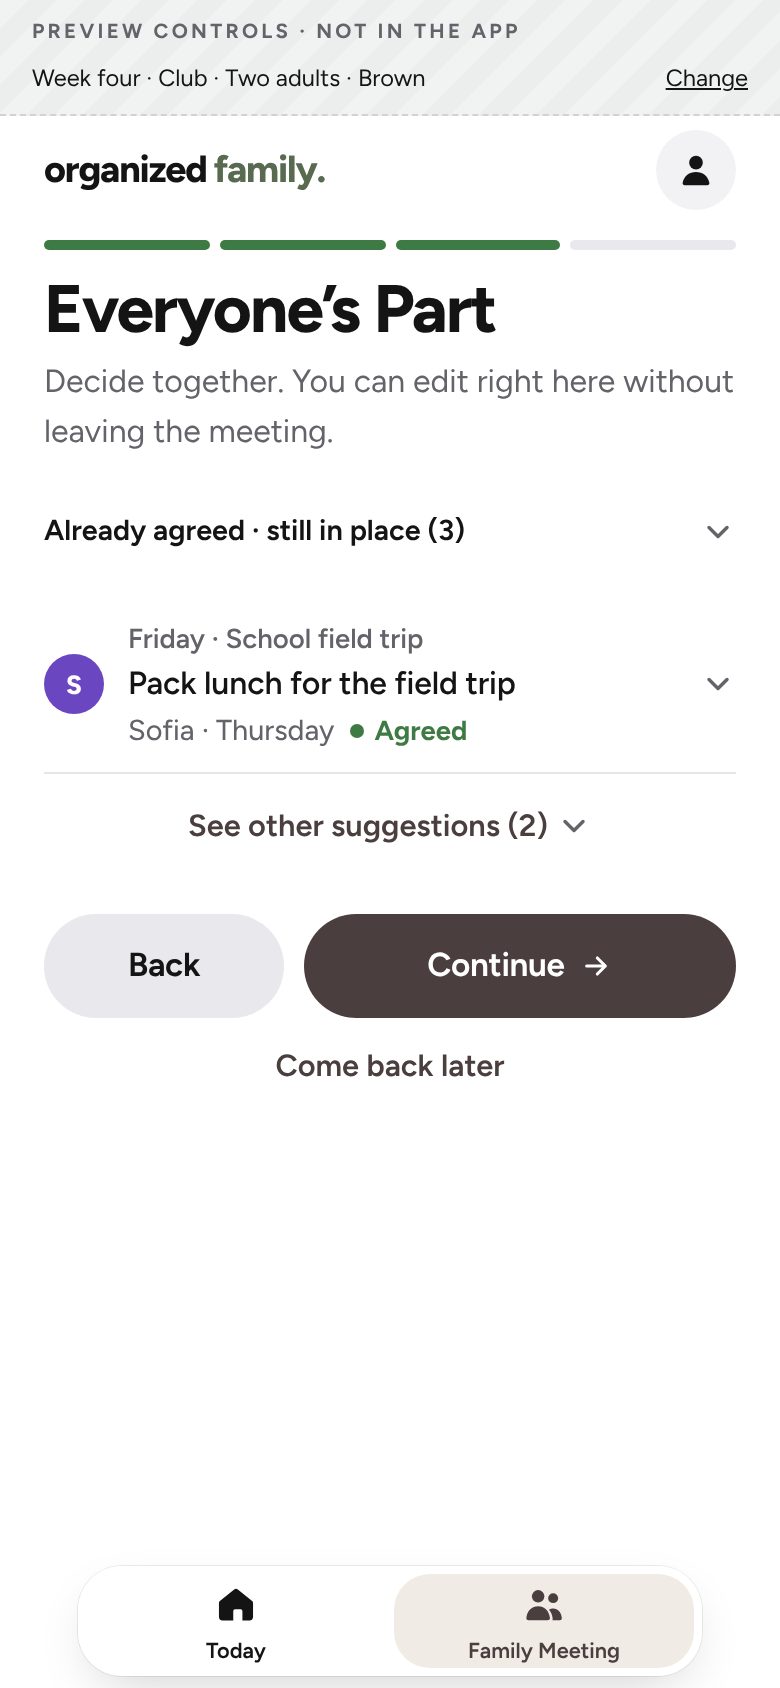 PREVIEW CONTROLS · NOT IN THE APP
Week four · Club · Two adults · Brown
Change
organized family.
Everyone’s Part
Decide together. You can edit right here without
leaving the meeting.
Already agreed · still in place (3)
Friday · School field trip
S
Pack lunch for the field trip
Sofia · Thursday ● Agreed
See other suggestions (2)
Back
Continue →
Come back later
Today
Family Meeting